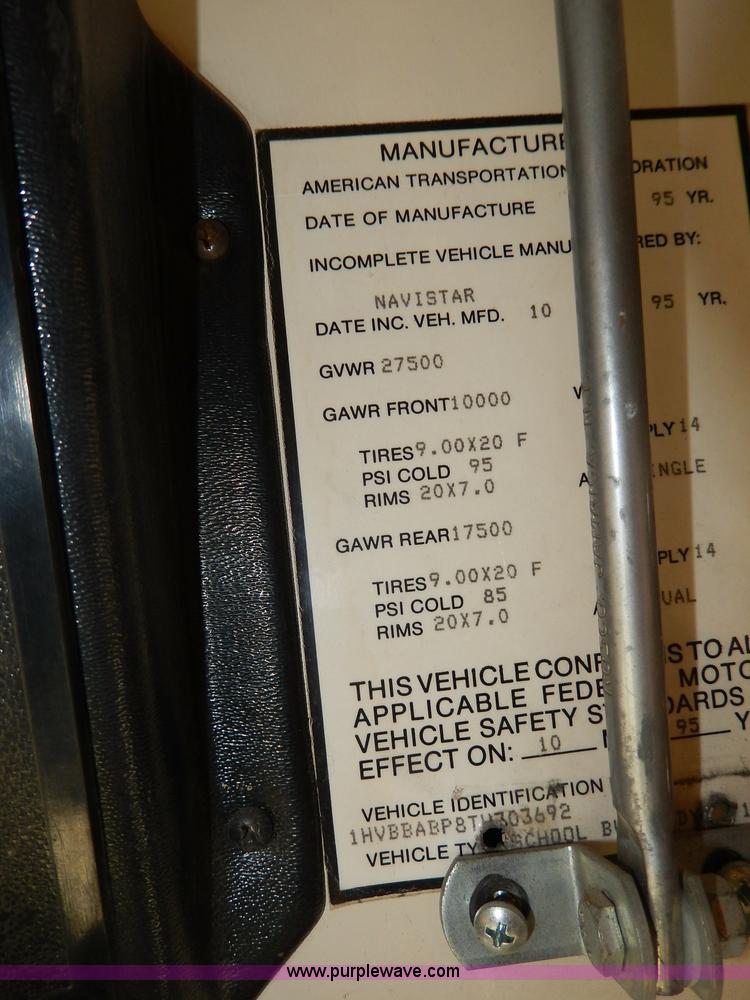 MANUFACTURE
AMERICAN TRANSPORTATION ORATION
DATE OF MANUFACTURE 95 YR.
INCOMPLETE VEHICLE MANU RED BY:
NAVISTAR
DATE INC. VEH. MFD. 10 95 YR.
GVWR 27500
GAWR FRONT 10000
TIRES 9.00X20 F PLY 14
PSI COLD 95 NGLE
RIMS 20X7.0
GAWR REAR 17500
TIRES 9.00X20 F PLY 14
PSI COLD 85 UAL
RIMS 20X7.0
THIS VEHICLE CONF S TO AL
APPLICABLE FEDE MOTO
VEHICLE SAFETY S DARDS
EFFECT ON: 10 95 Y
VEHICLE IDENTIFICATION
1HVBBABP8TH303692
VEHICLE TY SCHOOL BU
www.purplewave.com